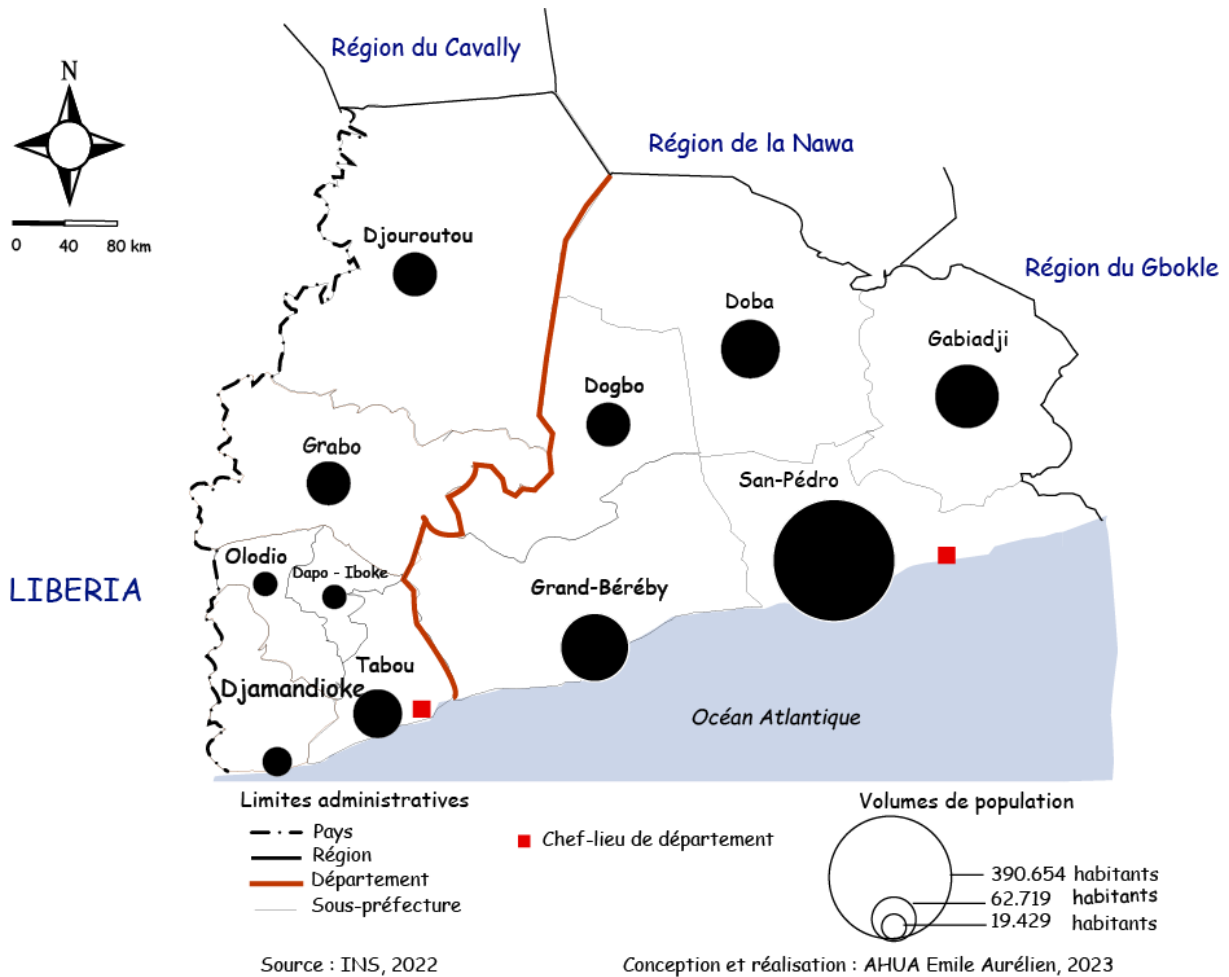 Région du Cavally
N
Région de la Nawa
0 40 80 km
Djouroutou
Région du Gbokle
Doba
Gabiadji
Dogbo
Grabo
San-Pédro
Olodio
Dapo - Iboke
LIBERIA
Grand-Béréby
Tabou
Djamandioke
Océan Atlantique
Limites administratives
Pays
Région
Département
Sous-préfecture
Chef-lieu de département
Volumes de population
390.654 habitants
62.719 habitants
19.429 habitants
Source : INS, 2022
Conception et réalisation : AHUA Emile Aurélien, 2023